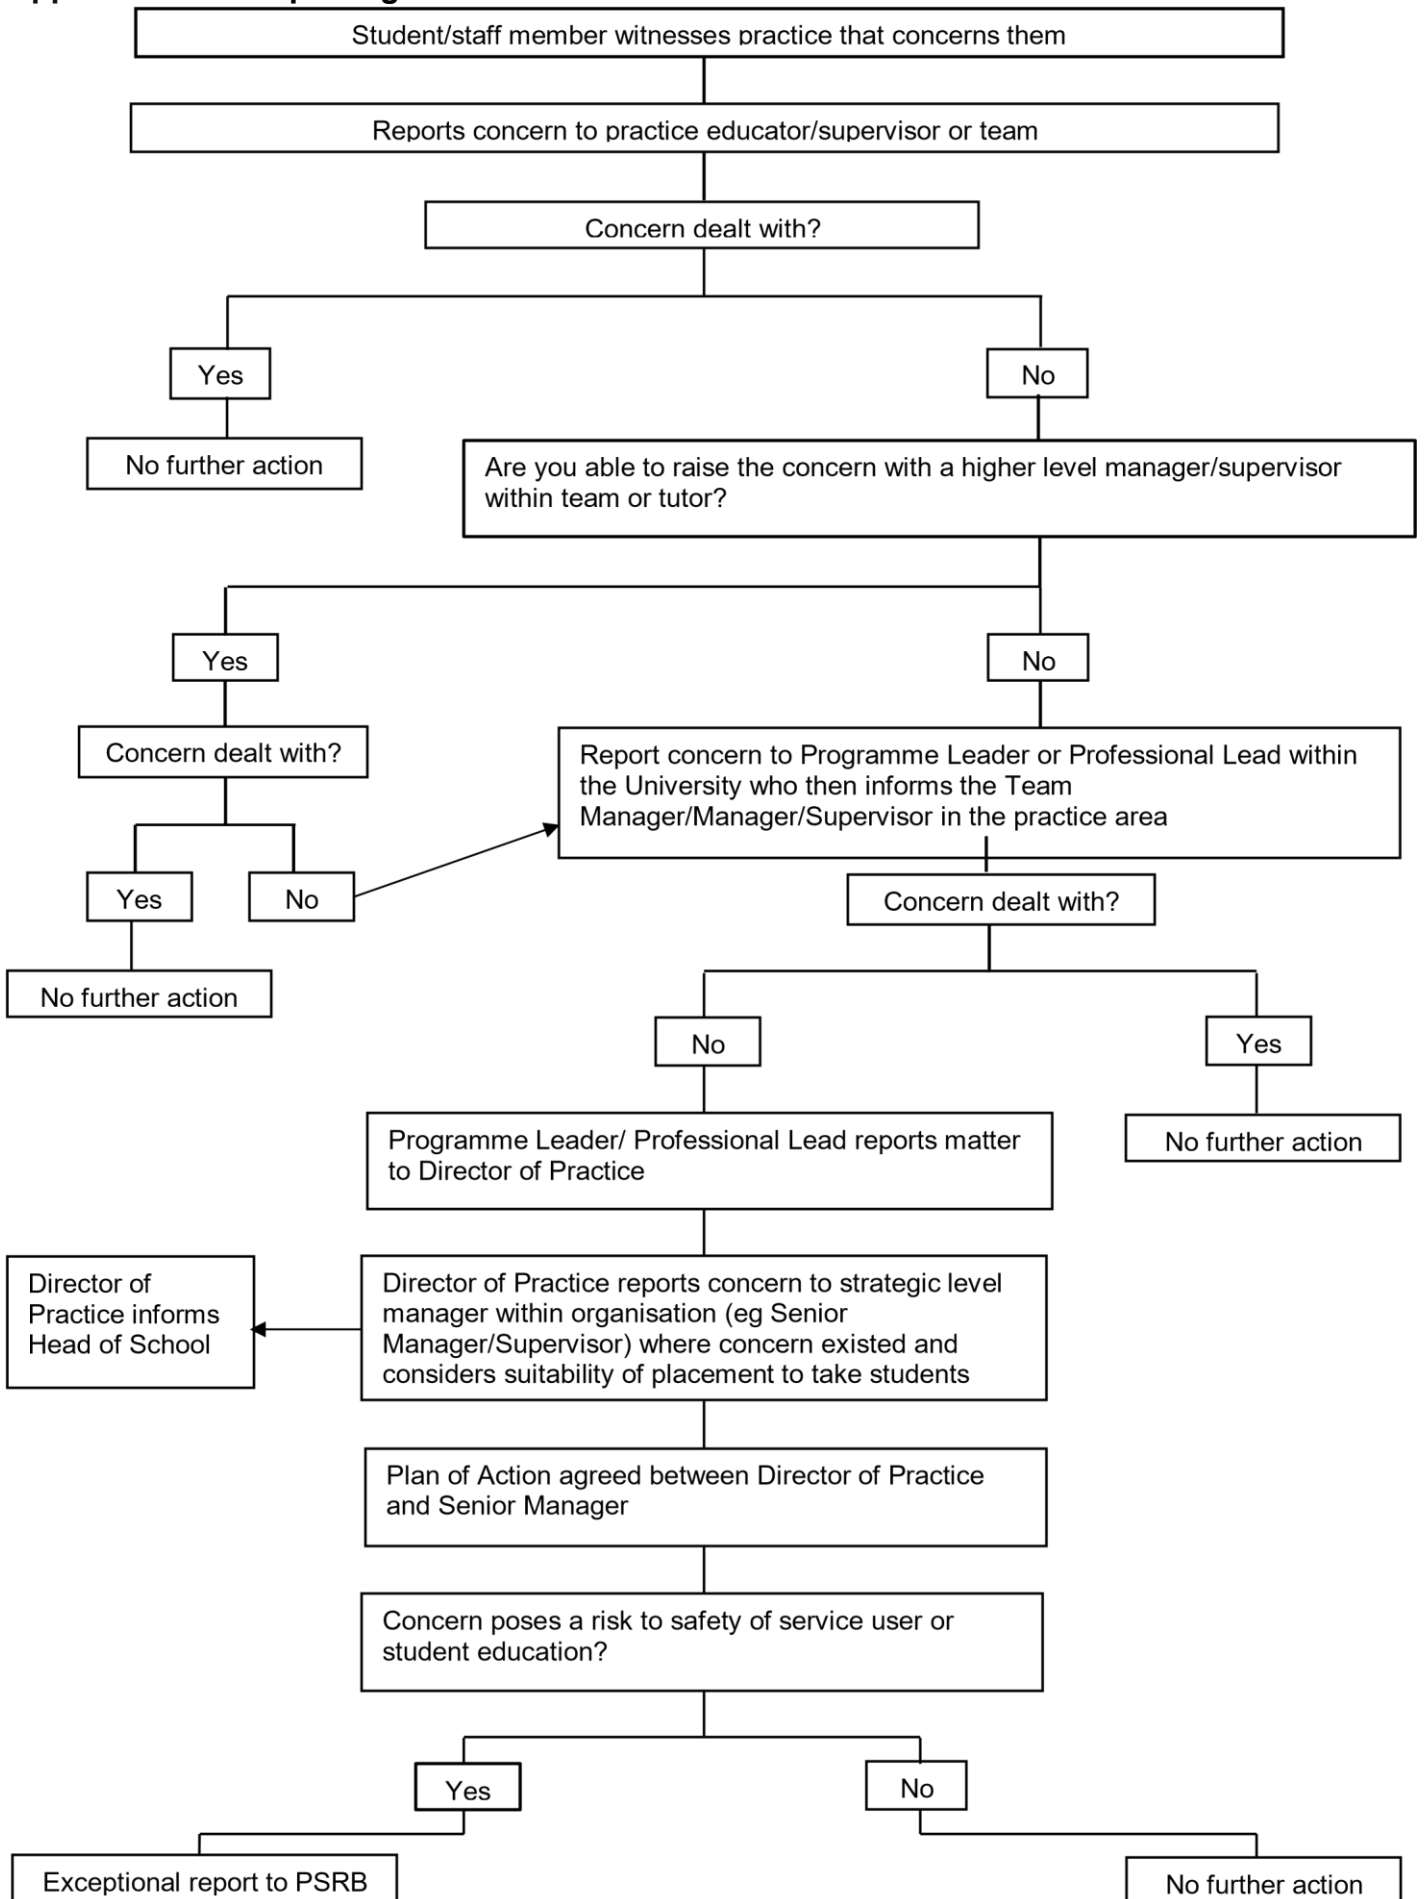 Student/staff member witnesses practice that concerns them
Reports concern to practice educator/supervisor or team
Concern dealt with?
Yes
No
No further action
Are you able to raise the concern with a higher level manager/supervisor
within team or tutor?
Yes
No
Concern dealt with?
Report concern to Programme Leader or Professional Lead within
the University who then informs the Team
Manager/Manager/Supervisor in the practice area
Yes
No
Concern dealt with?
No further action
No
Yes
Programme Leader/ Professional Lead reports matter
to Director of Practice
No further action
Director of
Practice informs
Head of School
Director of Practice reports concern to strategic level
manager within organisation (eg Senior
Manager/Supervisor) where concern existed and
considers suitability of placement to take students
Plan of Action agreed between Director of Practice
and Senior Manager
Concern poses a risk to safety of service user or
student education?
Yes
No
Exceptional report to PSRB
No further action